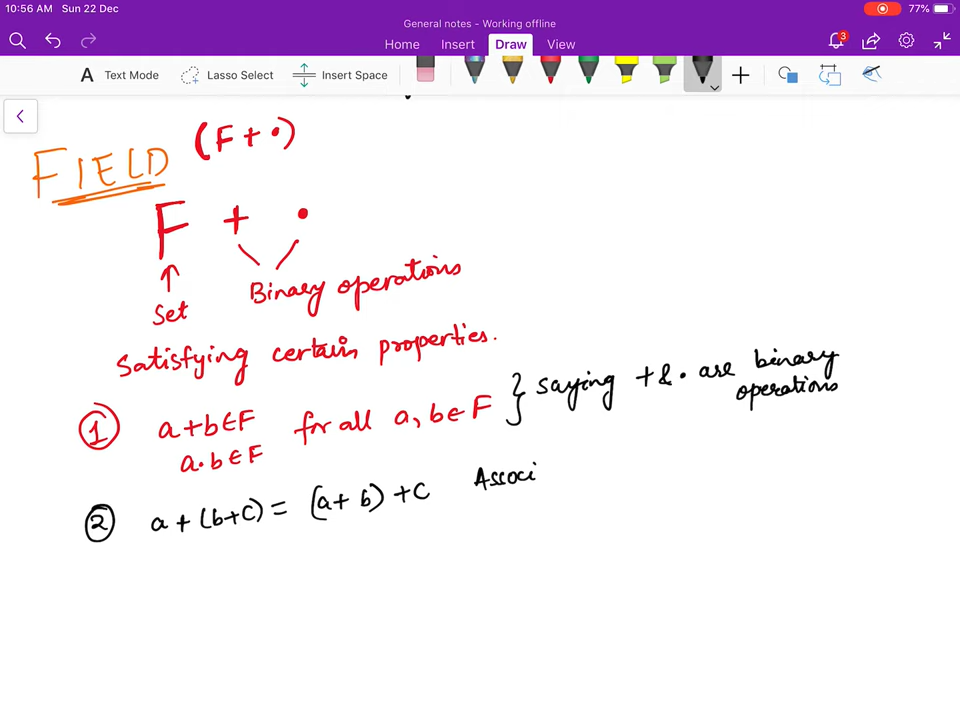 10:56 AM Sun 22 Dec
77%
General notes - Working offline
Home Insert Draw View
3
A Text Mode Lasso Select Insert Space
FIELD (F + •)
F + •
Binary operations
Set
Satisfying certain properties.
① a+b∈F for all a, b∈F } saying + & • are binary operations
a•b∈F
② a + (b+c) = (a+ b) +c Associ